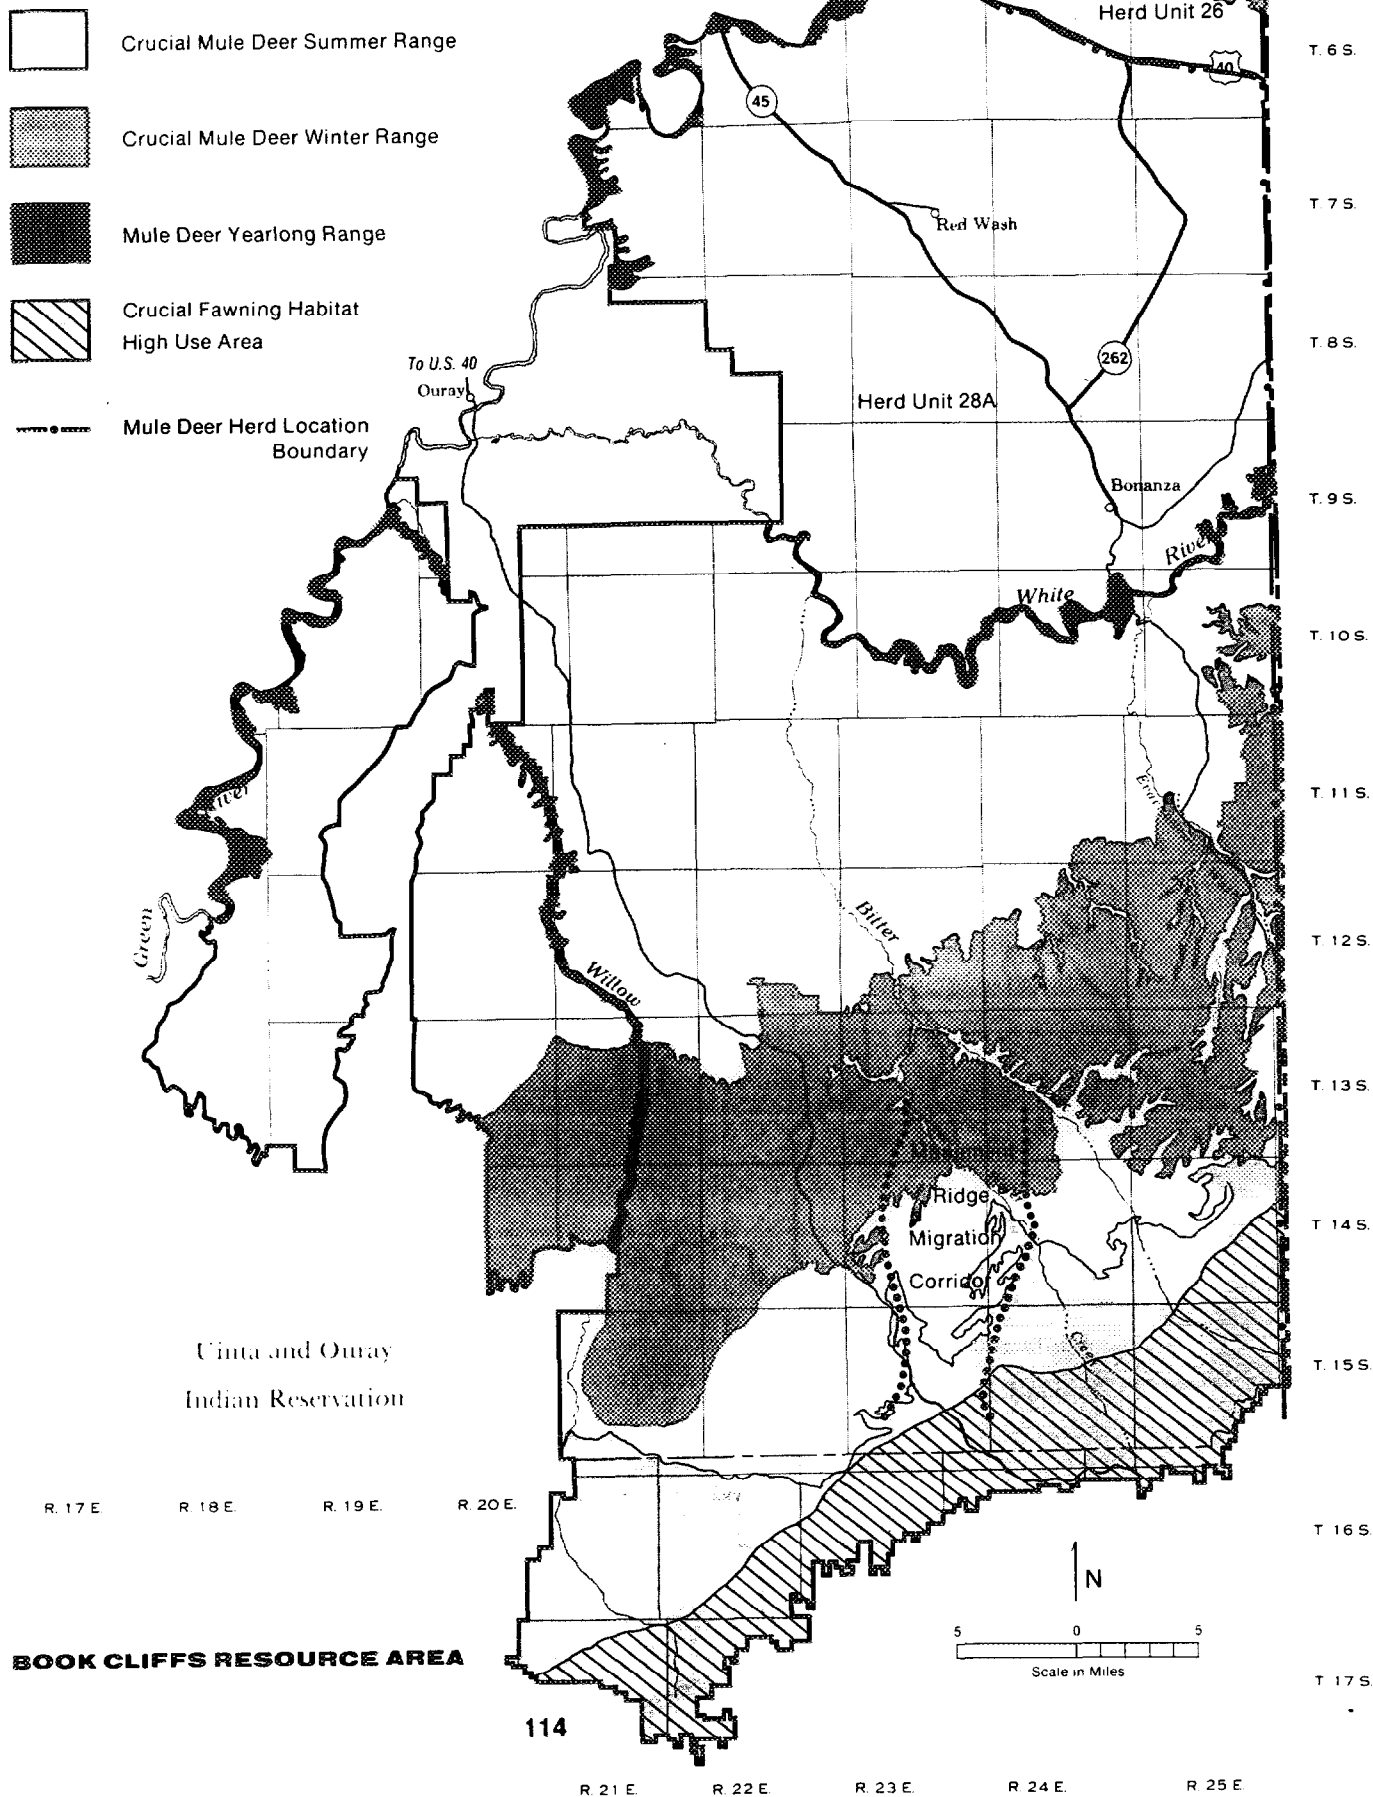 Crucial Mule Deer Summer Range
Crucial Mule Deer Winter Range
Mule Deer Yearlong Range
Crucial Fawning Habitat
High Use Area
Mule Deer Herd Location
Boundary
Herd Unit 26
40
45
Red Wash
262
To U.S. 40
Ouray
Herd Unit 28A
Bonanza
White
River
River
Green
Willow
Bitter
Ridge
Migration
Corridor
Uinta and Ouray
Indian Reservation
T. 6 S.
T. 7 S.
T. 8 S.
T. 9 S.
T. 10 S.
T. 11 S.
T. 12 S.
T. 13 S.
T. 14 S.
T. 15 S.
T 16 S.
T 17 S.
R. 17 E.
R. 18 E.
R. 19 E.
R. 20 E.
N
5 0 5
Scale in Miles
BOOK CLIFFS RESOURCE AREA
114
R. 21 E.
R. 22 E.
R. 23 E.
R. 24 E.
R. 25 E.